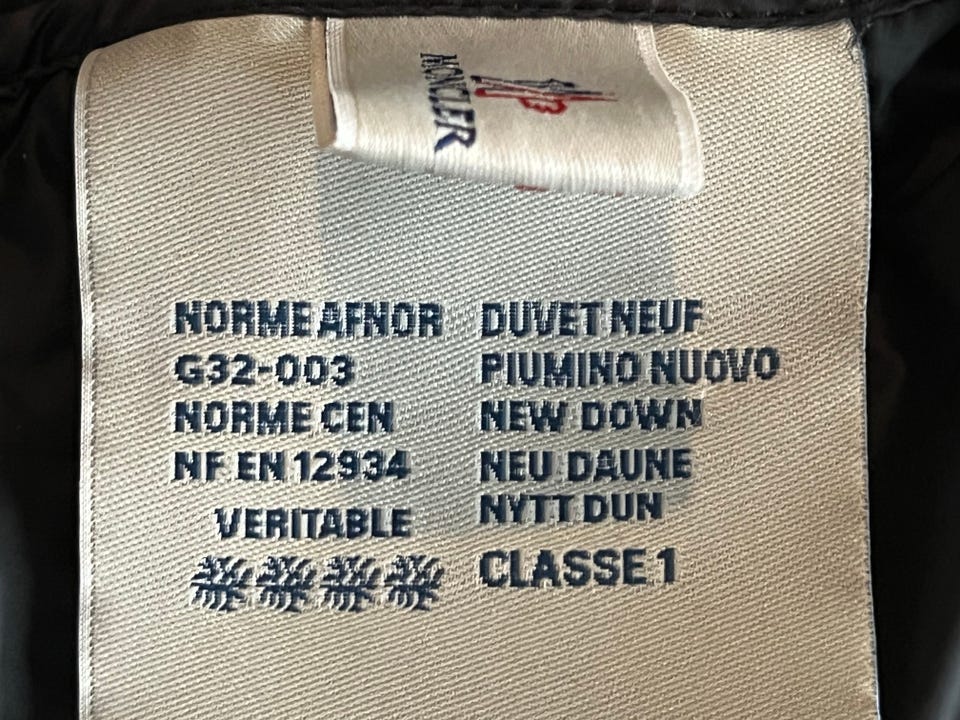 MONCLER
NORME AFNOR
G32-003
NORME CEN
NF EN 12934
VERITABLE
DUVET NEUF
PIUMINO NUOVO
NEW DOWN
NEU DAUNE
NYTT DUN
CLASSE 1